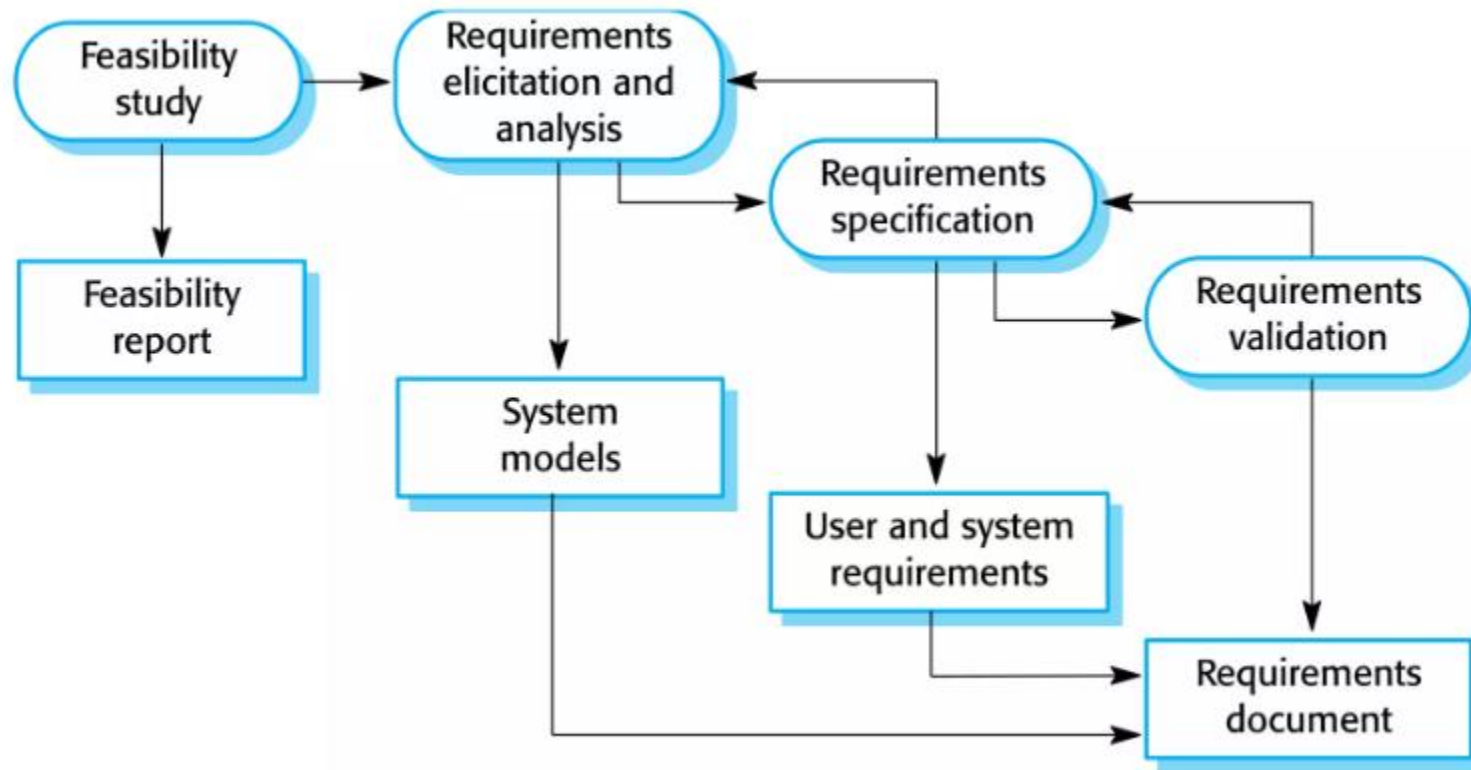 Feasibility
study
Requirements
elicitation and
analysis
Requirements
specification
Requirements
validation
Feasibility
report
System
models
User and system
requirements
Requirements
document